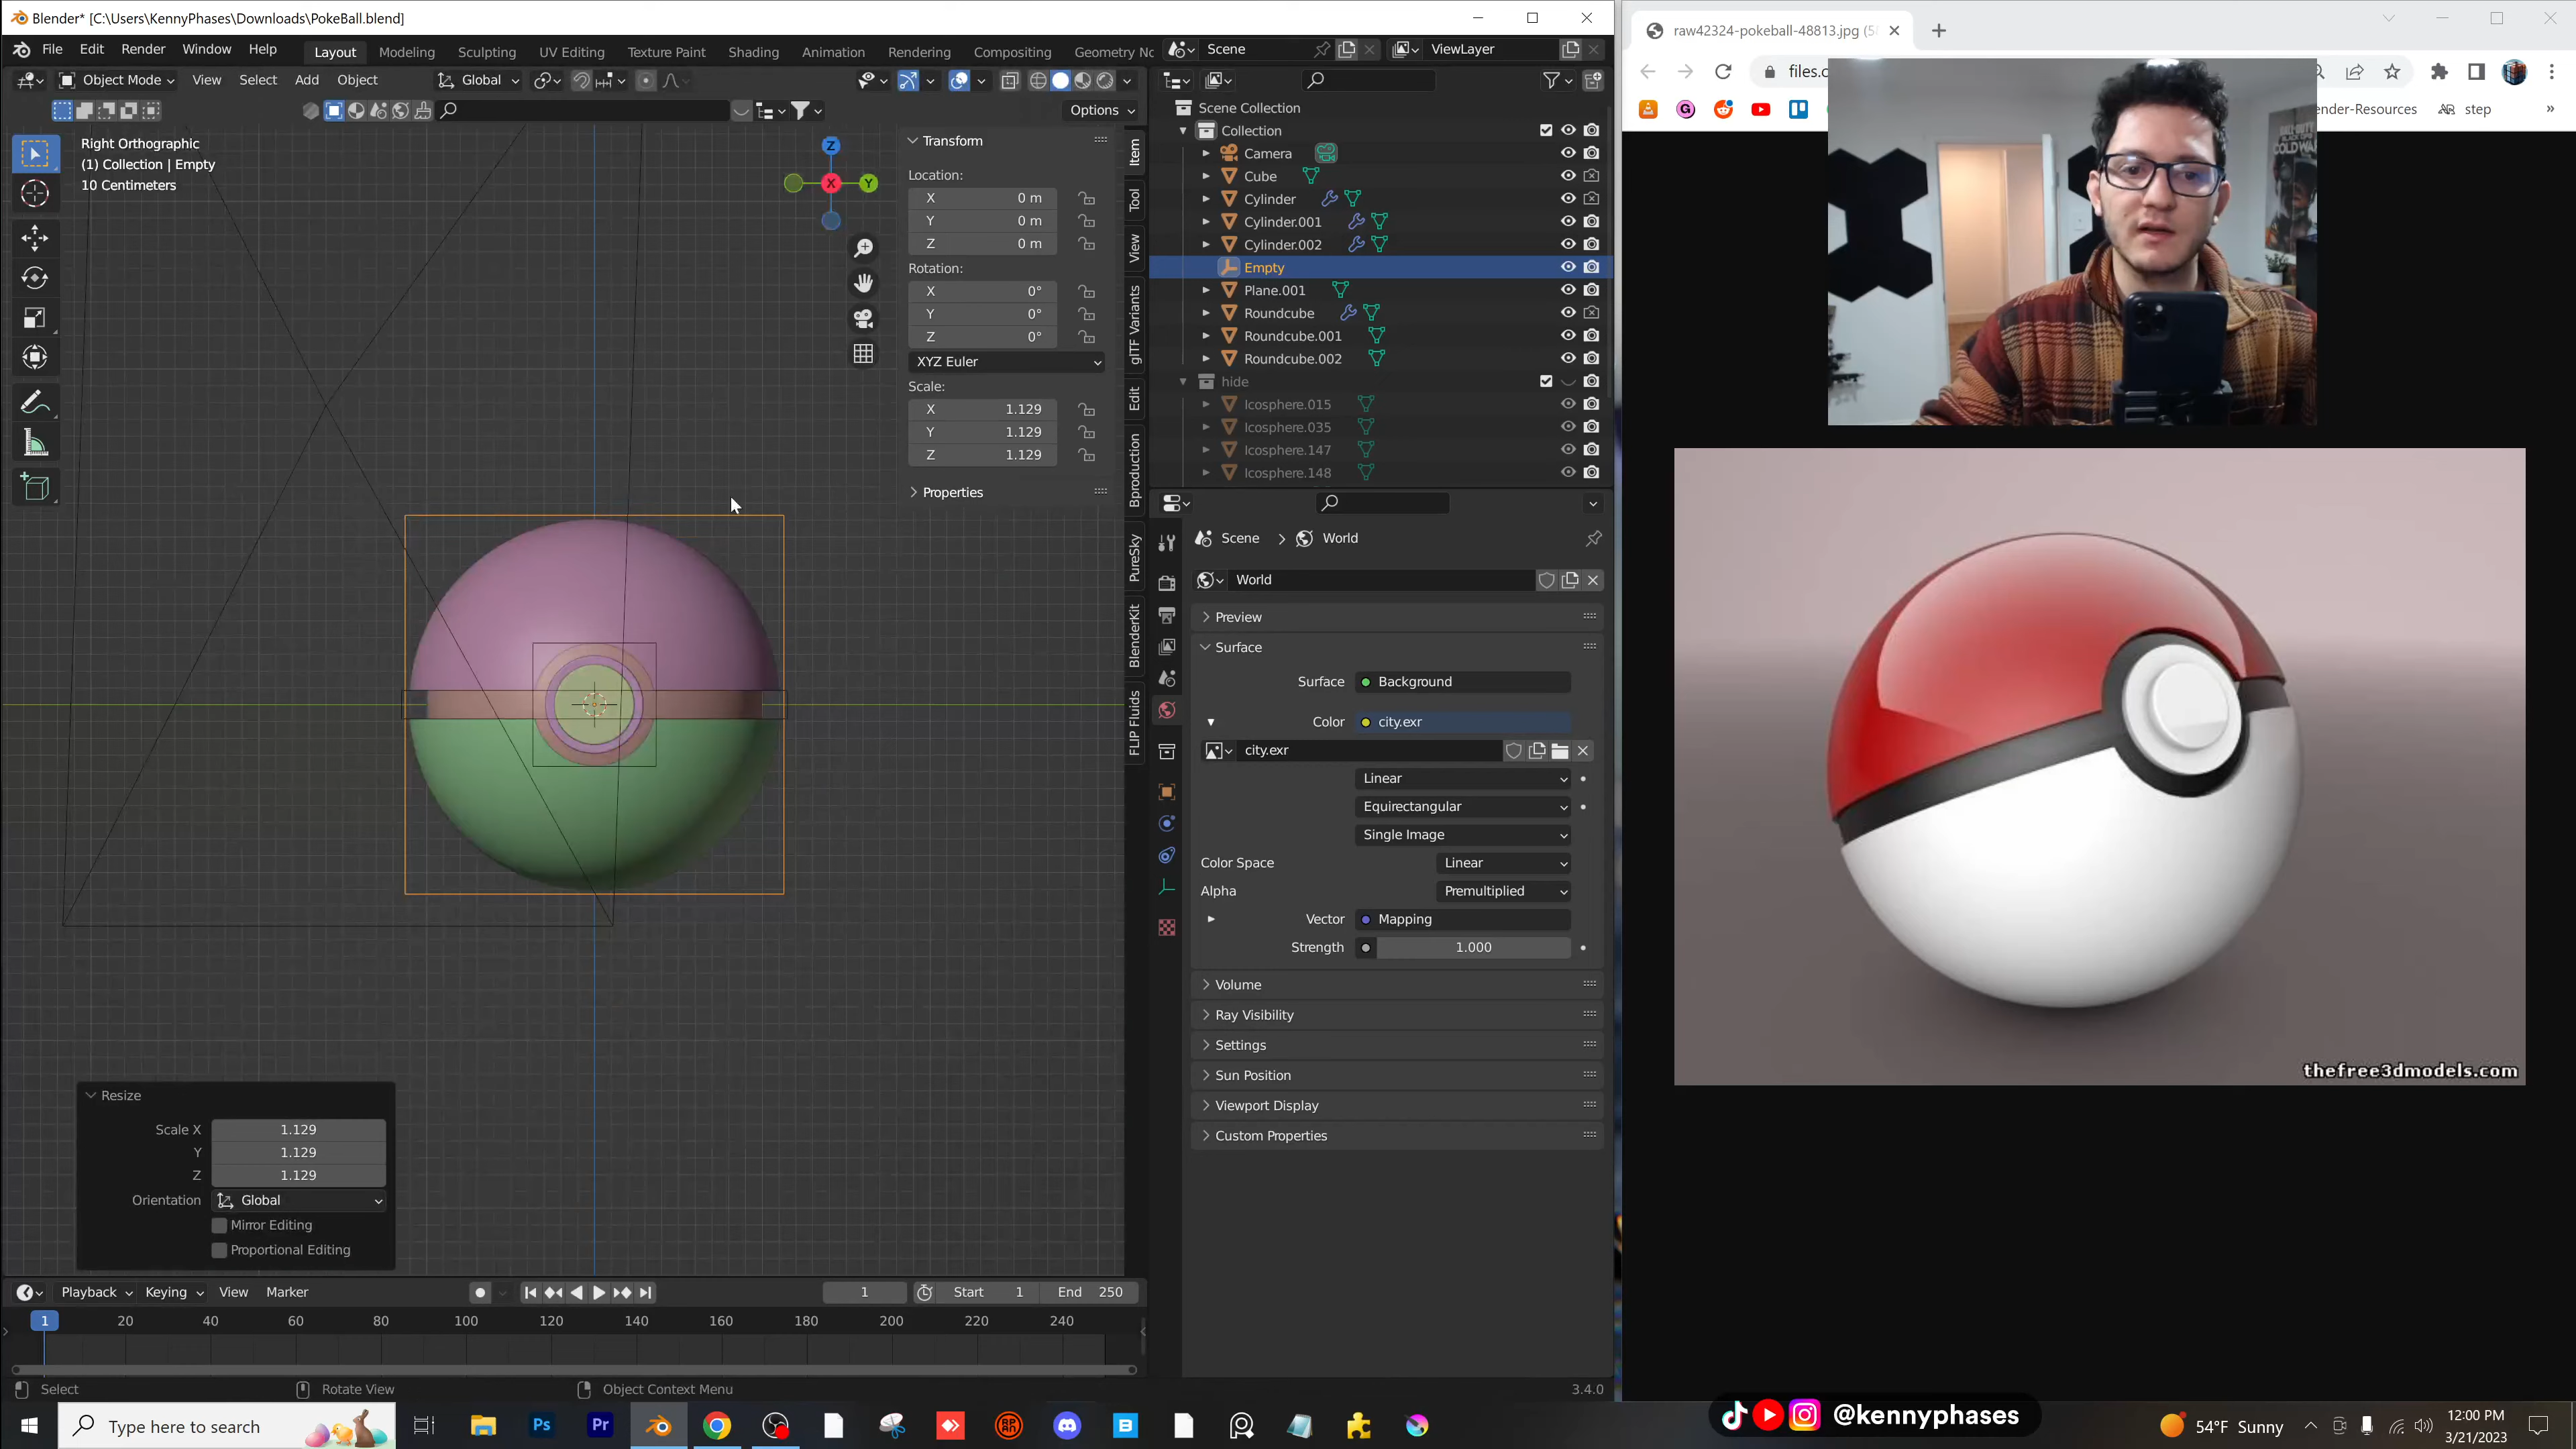 Blender* [C:\Users\KennyPhases\Downloads\PokeBall.blend]
File Edit Render Window Help
Layout Modeling Sculpting UV Editing Texture Paint Shading Animation Rendering Compositing Geometry Nc
Scene
ViewLayer
Object Mode View Select Add Object
Global
Options
Right Orthographic
(1) Collection | Empty
10 Centimeters
Z
Y
X
Transform
Location:
X 0 m
Y 0 m
Z 0 m
Rotation:
X 0°
Y 0°
Z 0°
XYZ Euler
Scale:
X 1.129
Y 1.129
Z 1.129
Properties
Item
Tool
View
glTF Variants
Edit
Bproduction
PureSky
BlenderKit
FLIP Fluids
Scene Collection
Collection
Camera
Cube
Cylinder
Cylinder.001
Cylinder.002
Empty
Plane.001
Roundcube
Roundcube.001
Roundcube.002
hide
Icosphere.015
Icosphere.035
Icosphere.147
Icosphere.148
Scene > World
World
Preview
Surface
Surface Background
Color city.exr
city.exr
Linear
Equirectangular
Single Image
Color Space Linear
Alpha Premultiplied
Vector Mapping
Strength 1.000
Volume
Ray Visibility
Settings
Sun Position
Viewport Display
Custom Properties
Resize
Scale X 1.129
Y 1.129
Z 1.129
Orientation Global
Mirror Editing
Proportional Editing
Playback Keying View Marker
1
Start 1
End 250
1 20 40 60 80 100 120 140 160 180 200 220 240
Select
Rotate View
Object Context Menu
3.4.0
raw42324-pokeball-48813.jpg (5
files.c
ender-Resources
step
thefree3dmodels.com
Type here to search
Ps
Pr
@kennyphases
54°F Sunny
12:00 PM
3/21/2023